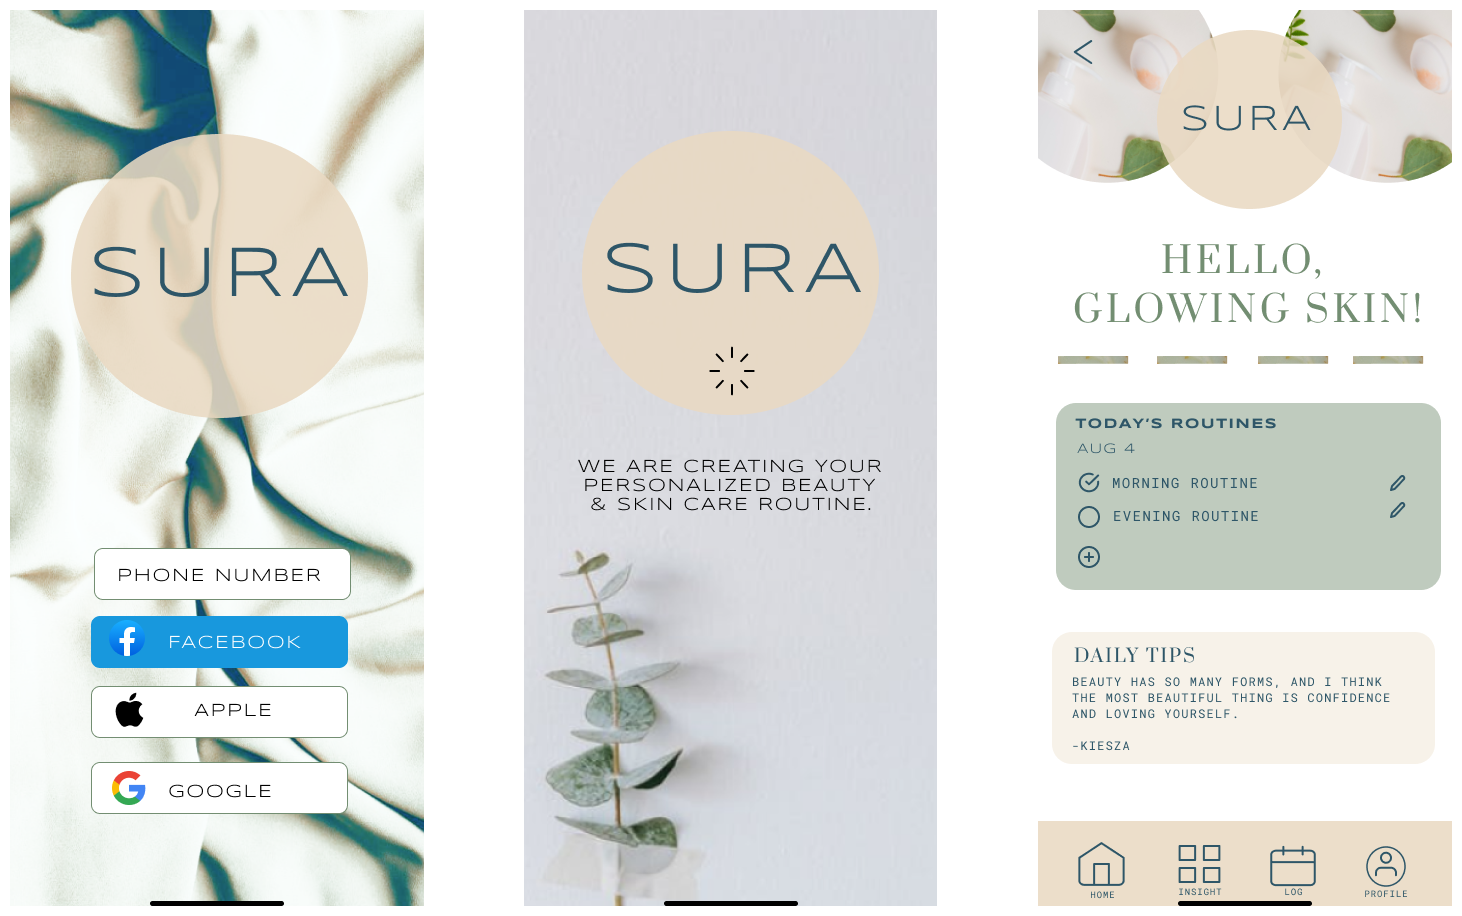 SURA
PHONE NUMBER
FACEBOOK
APPLE
GOOGLE
SURA
WE ARE CREATING YOUR
PERSONALIZED BEAUTY
& SKIN CARE ROUTINE.
SURA
HELLO,
GLOWING SKIN!
TODAY'S ROUTINES
AUG 4
MORNING ROUTINE
EVENING ROUTINE
DAILY TIPS
BEAUTY HAS SO MANY FORMS, AND I THINK
THE MOST BEAUTIFUL THING IS CONFIDENCE
AND LOVING YOURSELF.
-KIESZA
HOME
INSIGHT
LOG
PROFILE